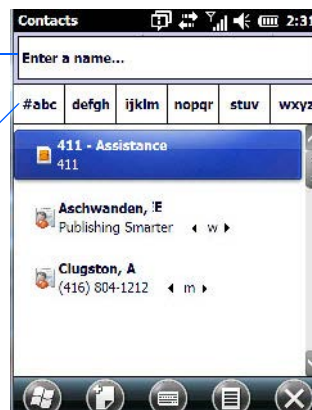 Contacts 2:31
Enter a name...
#abc defgh ijklm nopqr stuv wxyz
411 - Assistance
411
Aschwanden, E
Publishing Smarter w
Clugston, A
(416) 804-1212 m